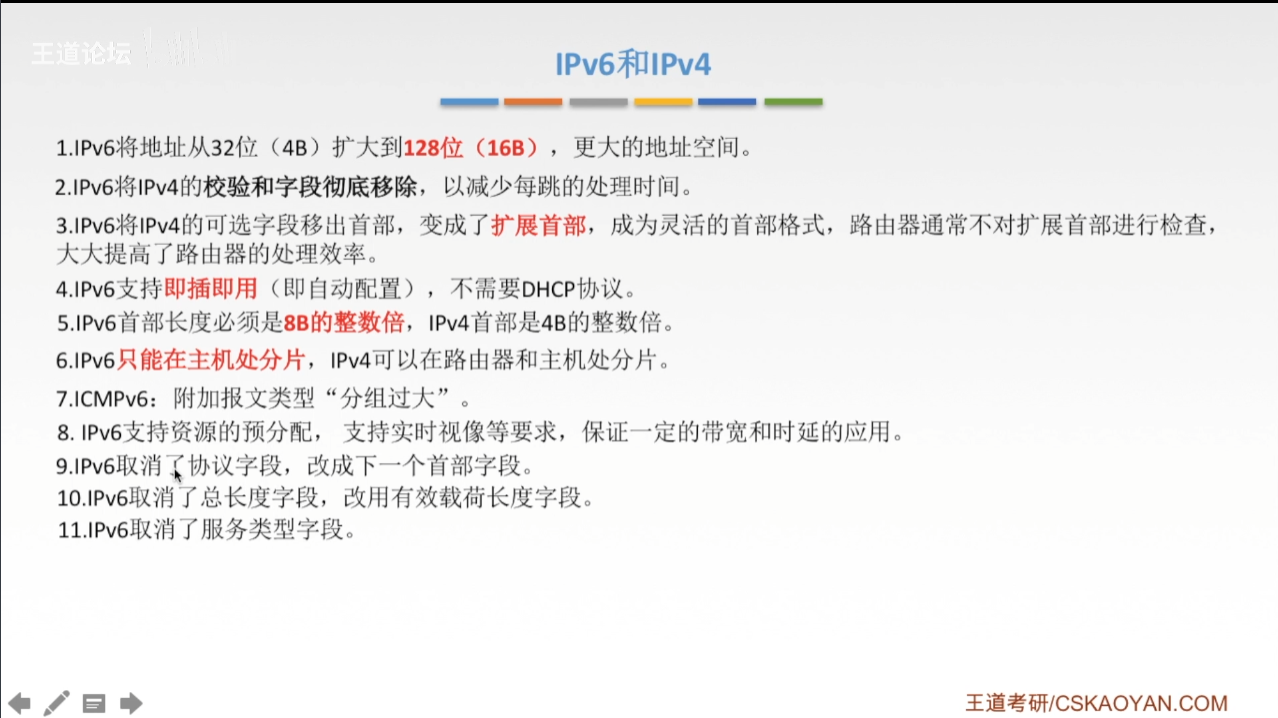 王道论坛
IPv6和IPv4
1.IPv6将地址从32位（4B）扩大到128位（16B），更大的地址空间。
2.IPv6将IPv4的校验和字段彻底移除，以减少每跳的处理时间。
3.IPv6将IPv4的可选字段移出首部，变成了扩展首部，成为灵活的首部格式，路由器通常不对扩展首部进行检查，
大大提高了路由器的处理效率。
4.IPv6支持即插即用（即自动配置），不需要DHCP协议。
5.IPv6首部长度必须是8B的整数倍，IPv4首部是4B的整数倍。
6.IPv6只能在主机处分片，IPv4可以在路由器和主机处分片。
7.ICMPv6：附加报文类型“分组过大”。
8. IPv6支持资源的预分配， 支持实时视像等要求，保证一定的带宽和时延的应用。
9.IPv6取消了协议字段，改成下一个首部字段。
10.IPv6取消了总长度字段，改用有效载荷长度字段。
11.IPv6取消了服务类型字段。
王道考研/CSKAOYAN.COM